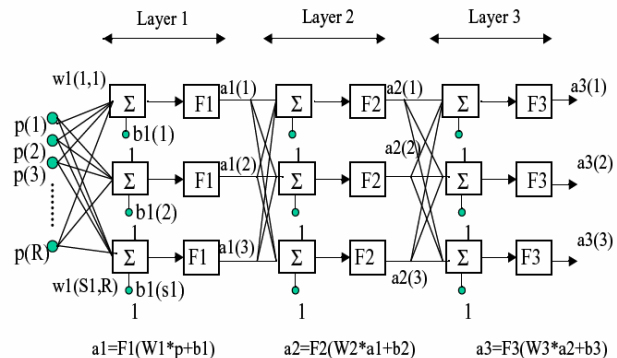 Layer 1 Layer 2 Layer 3
w1(1,1) a1(1) a2(1) a3(1)
Σ F1 Σ F2 Σ F3
p(1) b1(1)
p(2) 1 a1(2) 1 a2(2) 1 a3(2)
p(3) Σ F1 Σ F2 Σ F3
b1(2)
p(R) 1 a1(3) 1 1 a3(3)
Σ F1 Σ F2 Σ F3
w1(S1,R) b1(s1) a2(3)
1 1 1
a1=F1(W1*p+b1) a2=F2(W2*a1+b2) a3=F3(W3*a2+b3)